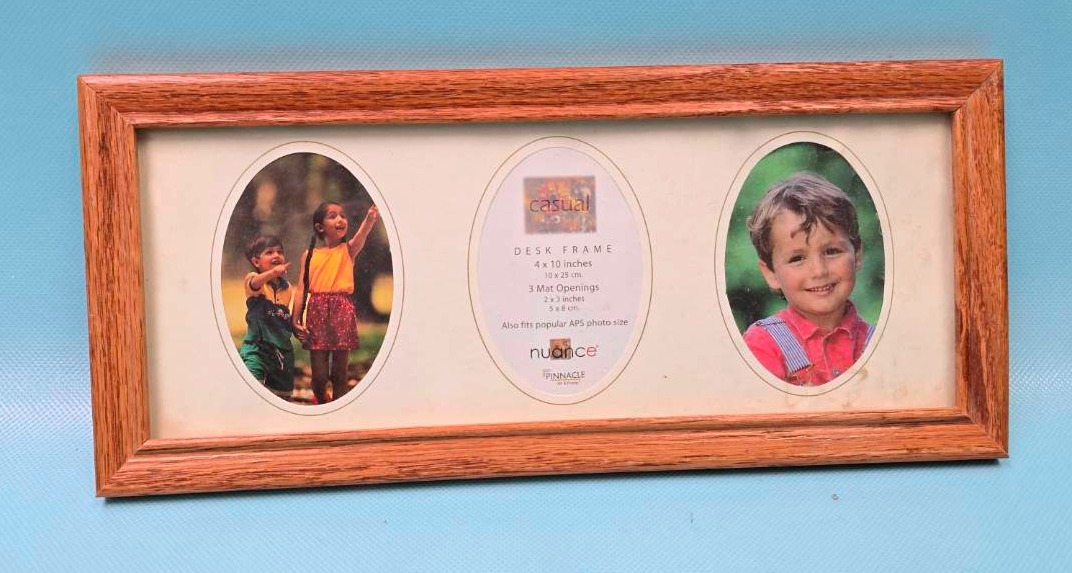 casual
DESK FRAME
4 x 10 inches
10 x 25 cm.
3 Mat Openings
2 x 3 inches
5 x 8 cm.
Also fits popular APS photo size
nuance
PINNACLE